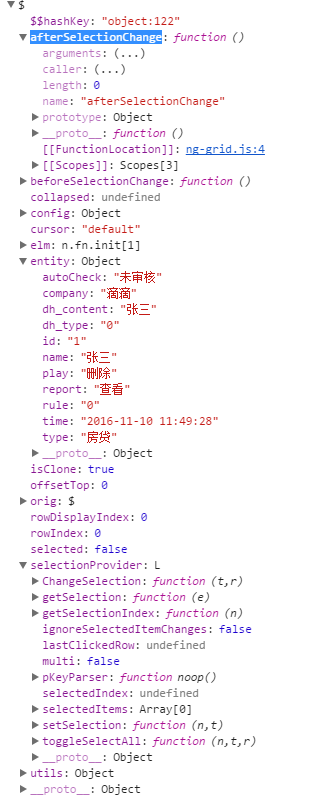 $
$$hashKey: "object:122"
afterSelectionChange: function ()
arguments: (...)
caller: (...)
length: 0
name: "afterSelectionChange"
prototype: Object
__proto__: function ()
[[FunctionLocation]]: ng-grid.js:4
[[Scopes]]: Scopes[3]
beforeSelectionChange: function ()
collapsed: undefined
config: Object
cursor: "default"
elm: n.fn.init[1]
entity: Object
autoCheck: "未审核"
company: "滴滴"
dh_content: "张三"
dh_type: "0"
id: "1"
name: "张三"
play: "删除"
report: "查看"
rule: "0"
time: "2016-11-10 11:49:28"
type: "房贷"
__proto__: Object
isClone: true
offsetTop: 0
orig: $
rowDisplayIndex: 0
rowIndex: 0
selected: false
selectionProvider: L
ChangeSelection: function (t,r)
getSelection: function (e)
getSelectionIndex: function (n)
ignoreSelectedItemChanges: false
lastClickedRow: undefined
multi: false
pKeyParser: function noop()
selectedIndex: undefined
selectedItems: Array[0]
setSelection: function (n,t)
toggleSelectAll: function (n,t,r)
__proto__: Object
utils: Object
__proto__: Object